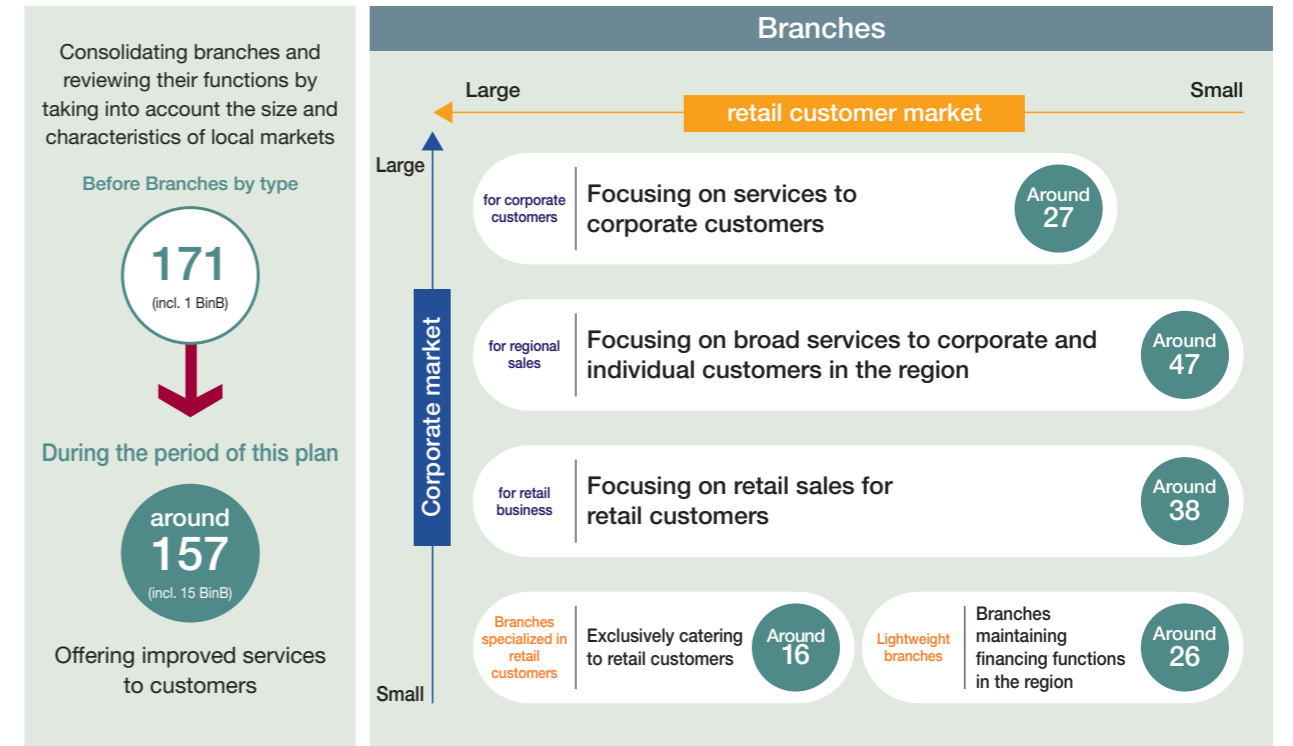 Consolidating branches and
reviewing their functions by
taking into account the size and
characteristics of local markets
Before Branches by type
171
(incl. 1 BinB)
During the period of this plan
around
157
(incl. 15 BinB)
Offering improved services
to customers
Branches
Large
Small
retail customer market
Large
Corporate market
Small
for corporate
customers
Focusing on services to
corporate customers
Around
27
for regional
sales
Focusing on broad services to corporate and
individual customers in the region
Around
47
for retail
business
Focusing on retail sales for
retail customers
Around
38
Branches
specialized in
retail
customers
Exclusively catering
to retail customers
Around
16
Lightweight
branches
Branches
maintaining
financing functions
in the region
Around
26